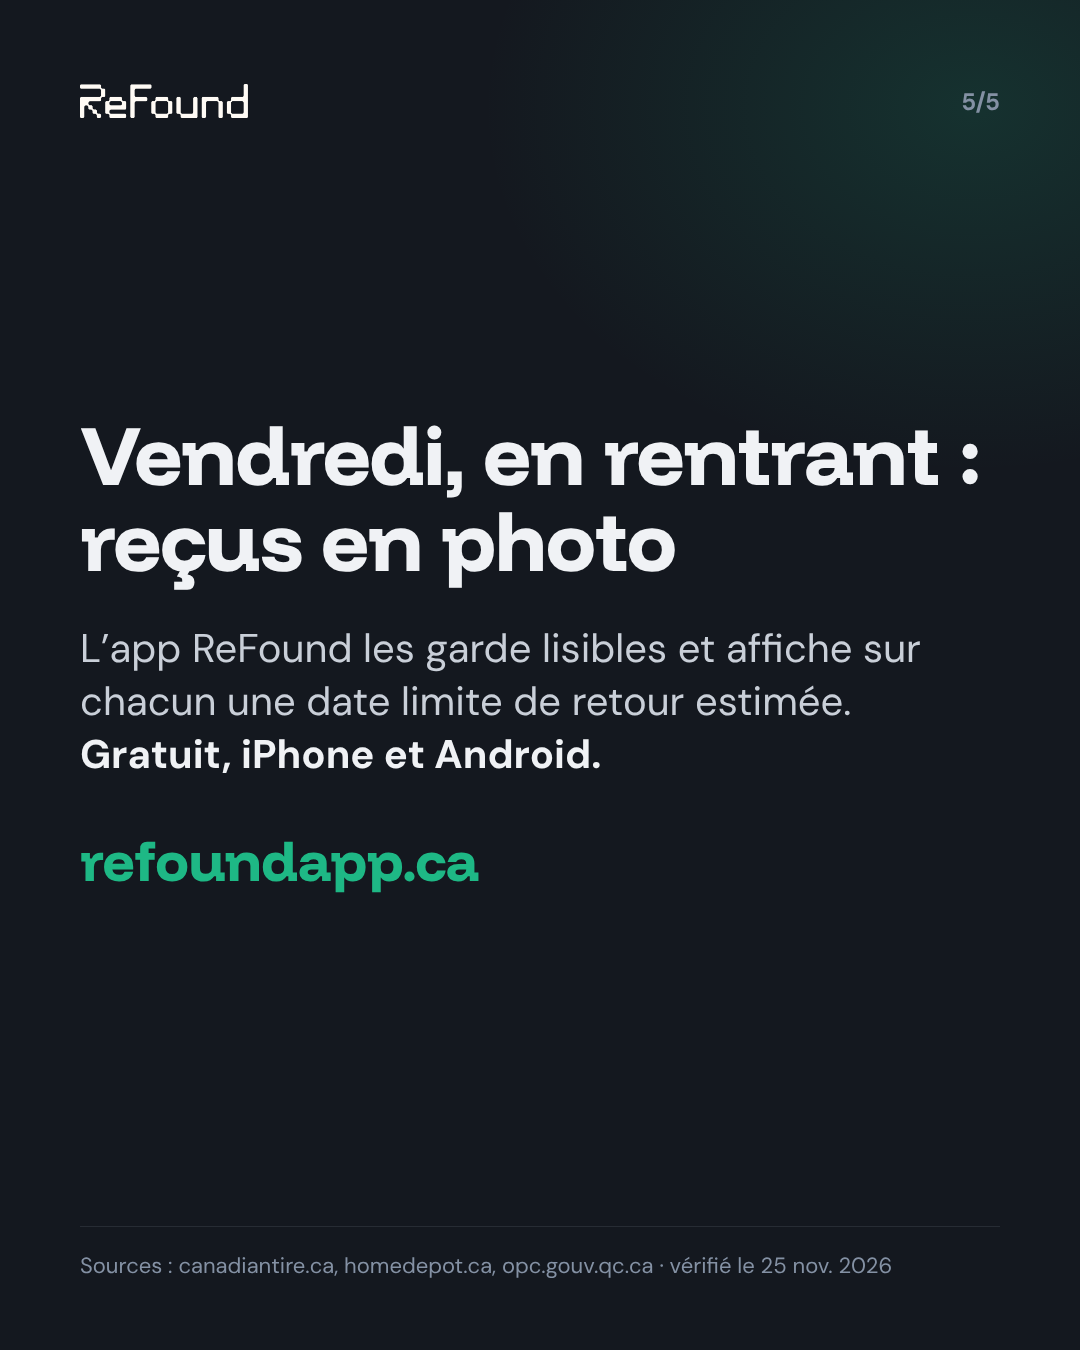 ReFound
5/5
Vendredi, en rentrant :
reçus en photo
L’app ReFound les garde lisibles et affiche sur
chacun une date limite de retour estimée.
Gratuit, iPhone et Android.
refoundapp.ca
Sources : canadiantire.ca, homedepot.ca, opc.gouv.qc.ca · vérifié le 25 nov. 2026